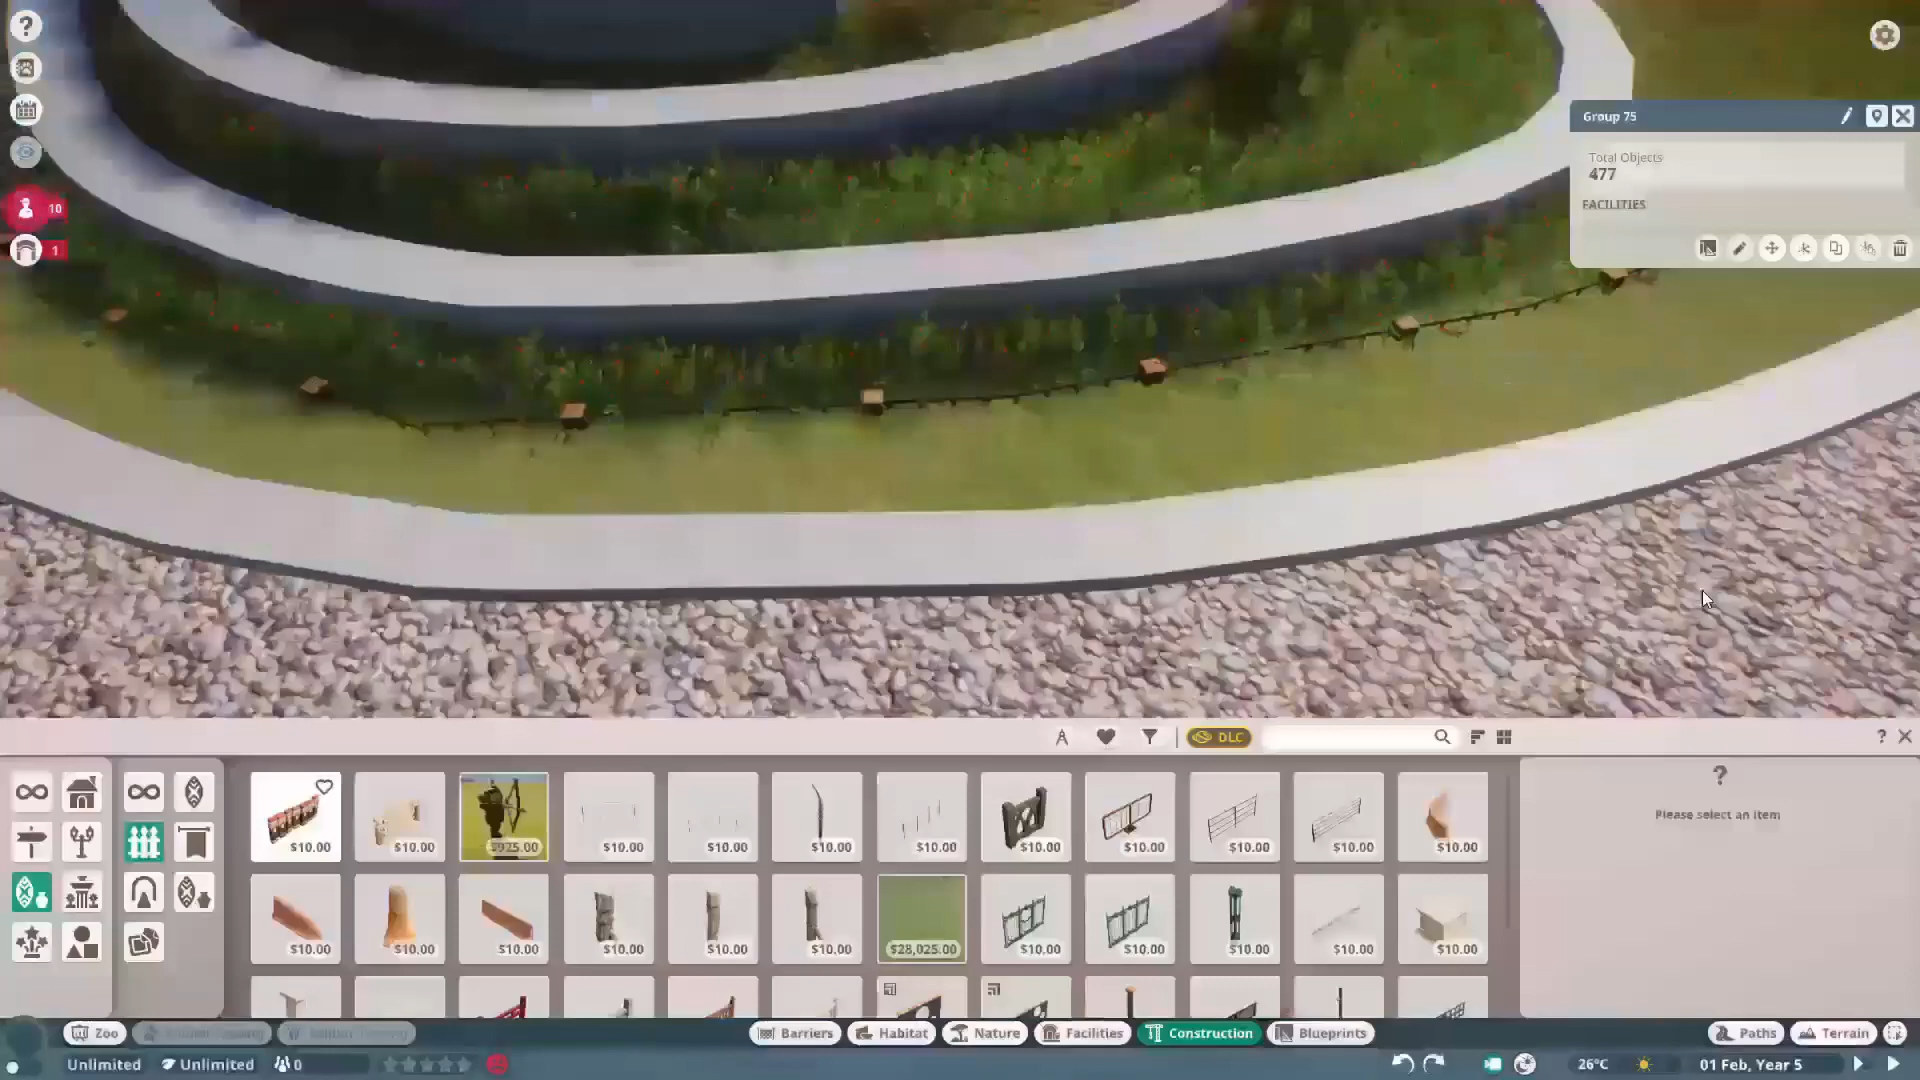 Group 75
Total Objects
477
FACILITIES
10
1
DLC
Please select an item
$10.00 $10.00 $925.00 $10.00 $10.00 $10.00 $10.00 $10.00 $10.00 $10.00 $10.00 $10.00
$10.00 $10.00 $10.00 $10.00 $10.00 $10.00 $28,025.00 $10.00 $10.00 $10.00 $10.00 $10.00
Zoo Barriers Habitat Nature Facilities Construction Blueprints Paths Terrain
Unlimited Unlimited 0 26°C 01 Feb, Year 5